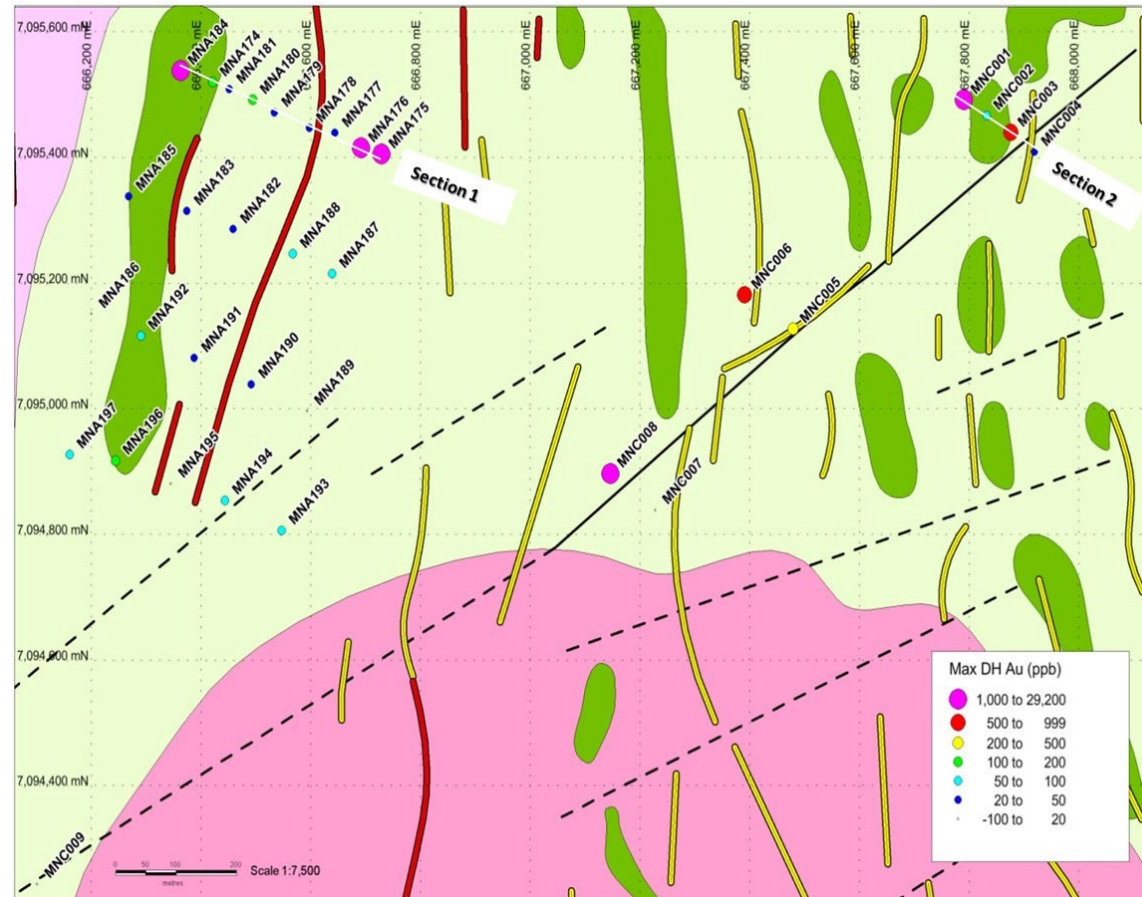 7,095,600 mN
7,095,400 mN
7,095,200 mN
7,095,000 mN
7,094,800 mN
7,094,600 mN
7,094,400 mN
666,200 mE
666,800 mE
667,000 mE
667,200 mE
667,400 mE
667,600 mE
667,800 mE
668,000 mE
MNA184
MNA174
MNA181
MNA180
MNA179
MNA178
MNA177
MNA176
MNA175
Section 1
MNC001
MNC002
MNC003
MNC004
Section 2
MNA185
MNA183
MNA182
MNA188
MNA187
MNA186
MNA192
MNA191
MNA190
MNA189
MNC006
MNC005
MNA197
MNA196
MNA195
MNA194
MNA193
MNC008
MNC007
MNC009
0 50 100 200
metres
Scale 1:7,500
Max DH Au (ppb)
1,000 to 29,200
500 to 999
200 to 500
100 to 200
50 to 100
20 to 50
-100 to 20